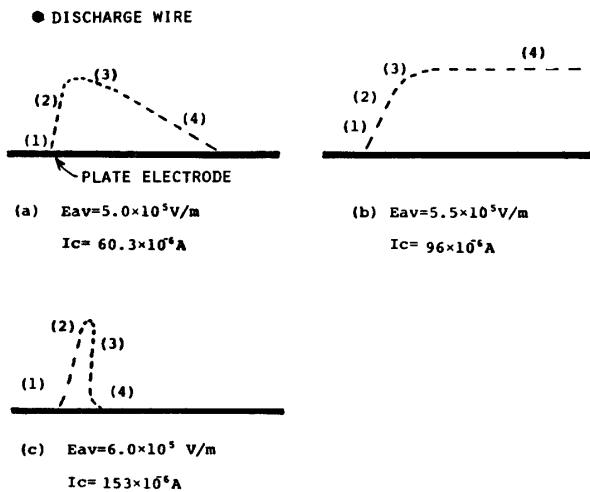 DISCHARGE WIRE
(1) (2) (3) (4)
PLATE ELECTRODE
(a) Eav=5.0×10⁵V/m
Ic= 60.3×10⁻⁶A
(1) (2) (3) (4)
(b) Eav=5.5×10⁵V/m
Ic= 96×10⁻⁶A
(1) (2) (3) (4)
(c) Eav=6.0×10⁵ V/m
Ic= 153×10⁻⁶A